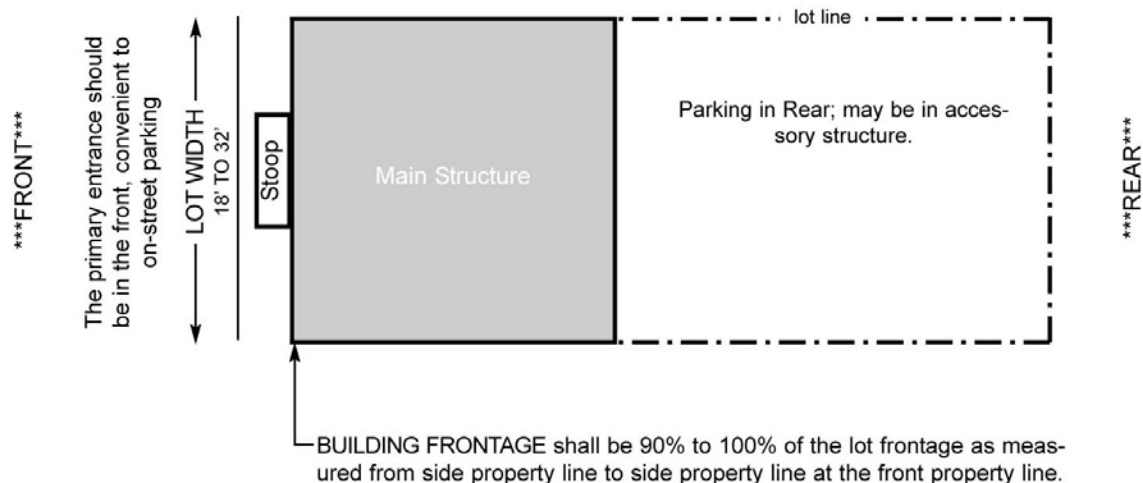 ***FRONT***
The primary entrance should
be in the front, convenient to
on-street parking
LOT WIDTH
18' TO 32'
Stoop
Main Structure
lot line
Parking in Rear; may be in acces-
sory structure.
***REAR***
BUILDING FRONTAGE shall be 90% to 100% of the lot frontage as meas-
ured from side property line to side property line at the front property line.